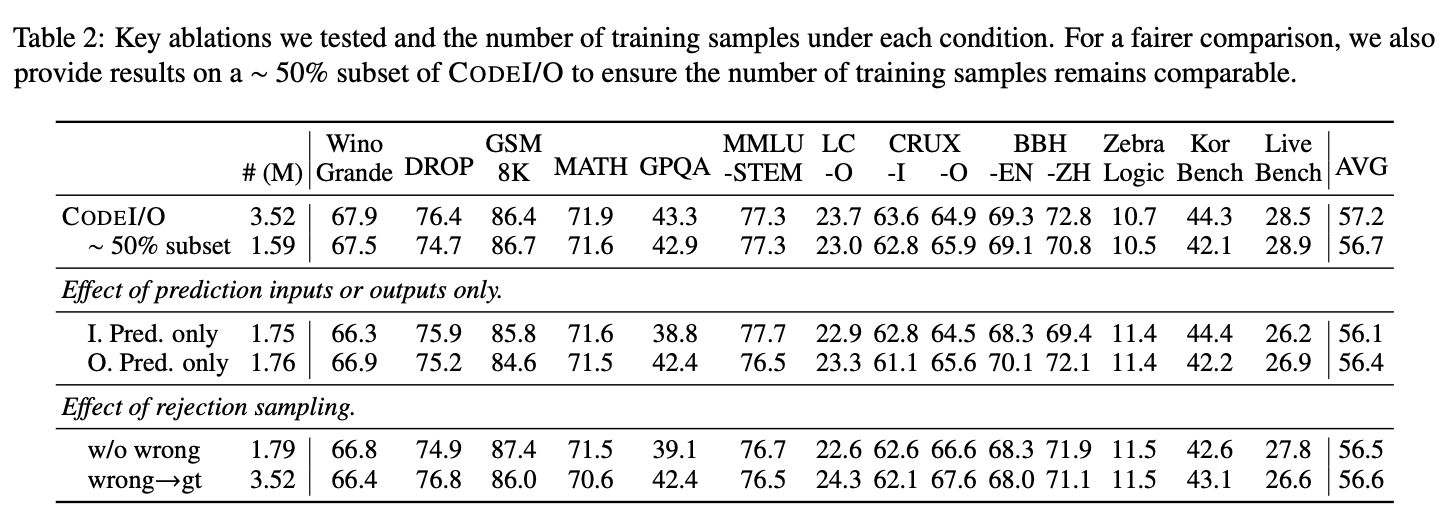 Table 2: Key ablations we tested and the number of training samples under each condition. For a fairer comparison, we also
provide results on a ~ 50% subset of CODEI/O to ensure the number of training samples remains comparable.
Wino GSM MMLU LC CRUX BBH Zebra Kor Live
# (M) Grande DROP 8K MATH GPQA -STEM -O -I -O -EN -ZH Logic Bench Bench AVG
CODEI/O 3.52 67.9 76.4 86.4 71.9 43.3 77.3 23.7 63.6 64.9 69.3 72.8 10.7 44.3 28.5 57.2
~ 50% subset 1.59 67.5 74.7 86.7 71.6 42.9 77.3 23.0 62.8 65.9 69.1 70.8 10.5 42.1 28.9 56.7
Effect of prediction inputs or outputs only.
I. Pred. only 1.75 66.3 75.9 85.8 71.6 38.8 77.7 22.9 62.8 64.5 68.3 69.4 11.4 44.4 26.2 56.1
O. Pred. only 1.76 66.9 75.2 84.6 71.5 42.4 76.5 23.3 61.1 65.6 70.1 72.1 11.4 42.2 26.9 56.4
Effect of rejection sampling.
w/o wrong 1.79 66.8 74.9 87.4 71.5 39.1 76.7 22.6 62.6 66.6 68.3 71.9 11.5 42.6 27.8 56.5
wrong→gt 3.52 66.4 76.8 86.0 70.6 42.4 76.5 24.3 62.1 67.6 68.0 71.1 11.5 43.1 26.6 56.6